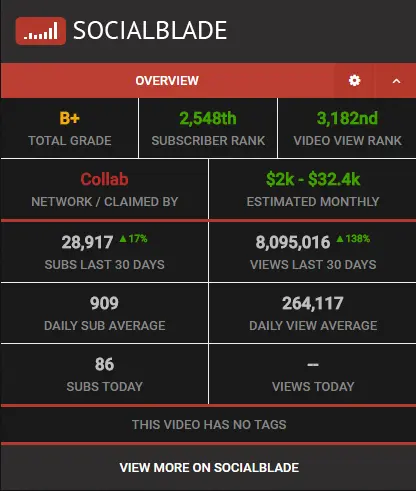 SOCIALBLADE
OVERVIEW
B+ 2,548th 3,182nd
TOTAL GRADE SUBSCRIBER RANK VIDEO VIEW RANK
Collab $2k - $32.4k
NETWORK / CLAIMED BY ESTIMATED MONTHLY
28,917 ▲17% 8,095,016 ▲138%
SUBS LAST 30 DAYS VIEWS LAST 30 DAYS
909 264,117
DAILY SUB AVERAGE DAILY VIEW AVERAGE
86 --
SUBS TODAY VIEWS TODAY
THIS VIDEO HAS NO TAGS
VIEW MORE ON SOCIALBLADE